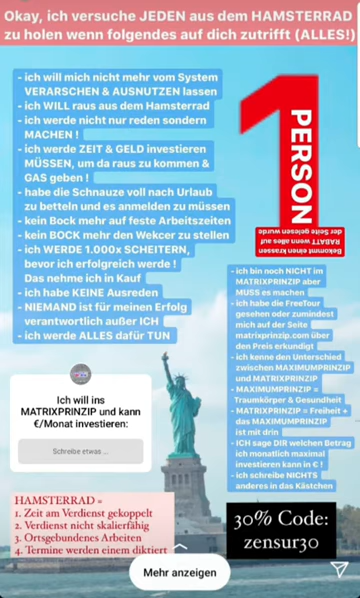 Okay, ich versuche JEDEN aus dem HAMSTERRAD
zu holen wenn folgendes auf dich zutrifft (ALLES!)
- ich will mich nicht mehr vom System
VERARSCHEN & AUSNUTZEN lassen
- ich WILL raus aus dem Hamsterrad
- ich werde nicht nur reden sondern
MACHEN !
- ich werde ZEIT & GELD investieren
MÜSSEN, um da raus zu kommen &
GAS geben !
- habe die Schnauze voll nach Urlaub
zu betteln und es anmelden zu müssen
- kein Bock mehr auf feste Arbeitszeiten
- kein BOCK mehr den Wekcer zu stellen
- ich WERDE 1.000x SCHEITERN,
bevor ich erfolgreich werde !
Das nehme ich in Kauf
- ich habe KEINE Ausreden
- NIEMAND ist für meinen Erfolg
verantwortlich außer ICH
- ich werde ALLES dafür TUN
1
PERSON
Bekommt einen krassen
RABATT wenn alles auf
der Seite gelesen wurde
- ich bin noch NICHT im
MATRIXPRINZIP aber
MUSS es machen
- ich habe die FreeTour
gesehen oder zumindest
mich auf der Seite
matrixprinzip.com über
den Preis erkundigt
- ich kenne den Unterschied
zwischen MAXIMUMPRINZIP
und MATRIXPRINZIP
- MAXIMUMPRINZIP =
Traumkörper & Gesundheit
- MATRIXPRINZIP = Freiheit +
das MAXIMUMPRINZIP
ist mit drin
- ICH sage DIR welchen Betrag
ich monatlich maximal
investieren kann in € !
- ich schreibe NICHTS
anderes in das Kästchen
Ich will ins
MATRIXPRINZIP und kann
€/Monat investieren:
Schreibe etwas ...
HAMSTERRAD =
1. Zeit am Verdienst gekoppelt
2. Verdienst nicht skalierfähig
3. Ortsgebundenes Arbeiten
4. Termine werden einem diktiert
30% Code:
zensur30
Mehr anzeigen